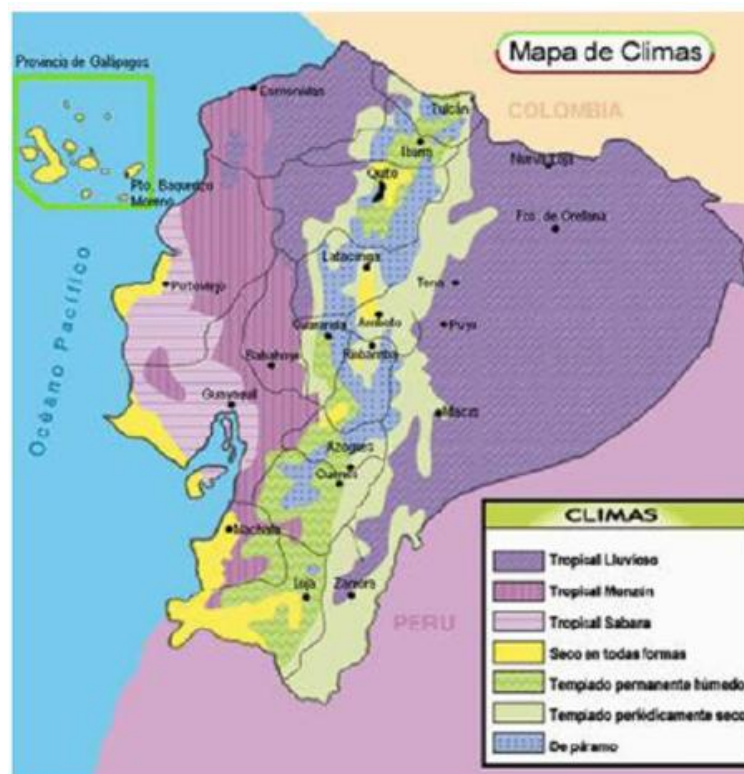 Mapa de Climas
Provincia de Galápagos
COLOMBIA
Esmeraldas
Tulcán
Ibarra
Nueva Loja
Quito
Pto. Baquerizo
Moreno
Fco. de Orellana
Océano Pacífico
Latacunga
Portoviejo
Tena
Ambato
Puyo
Guaranda
Riobamba
Babahoyo
Guayaquil
Macas
Azogues
Cuenca
Machala
Loja
Zamora
PERU
CLIMAS
Tropical Lluvioso
Tropical Monzón
Tropical Sabana
Seco en todas formas
Templado permanente húmedo
Templado periódicamente seco
De páramo